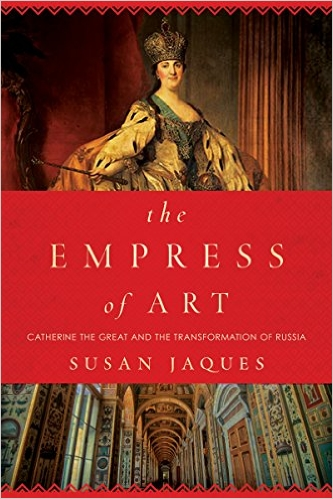 the
EMPRESS
of ART
CATHERINE THE GREAT AND THE TRANSFORMATION OF RUSSIA
SUSAN JAQUES